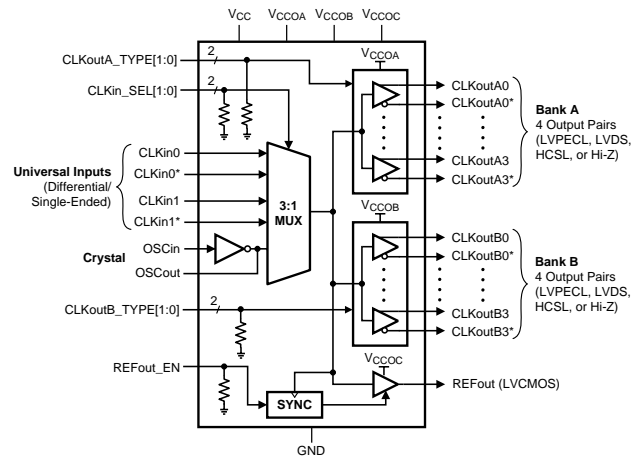 VCC VCCOA VCCOB VCCOC
CLKoutA_TYPE[1:0] 2
CLKin_SEL[1:0] 2
VCCOA
CLKoutA0
CLKoutA0*
CLKoutA3
CLKoutA3*
Bank A
4 Output Pairs
(LVPECL, LVDS,
HCSL, or Hi-Z)
Universal Inputs
(Differential/
Single-Ended)
CLKin0
CLKin0*
CLKin1
CLKin1*
3:1
MUX
Crystal
OSCin
OSCout
VCCOB
CLKoutB0
CLKoutB0*
CLKoutB3
CLKoutB3*
Bank B
4 Output Pairs
(LVPECL, LVDS,
HCSL, or Hi-Z)
CLKoutB_TYPE[1:0] 2
REFout_EN
SYNC
VCCOC
REFout (LVCMOS)
GND